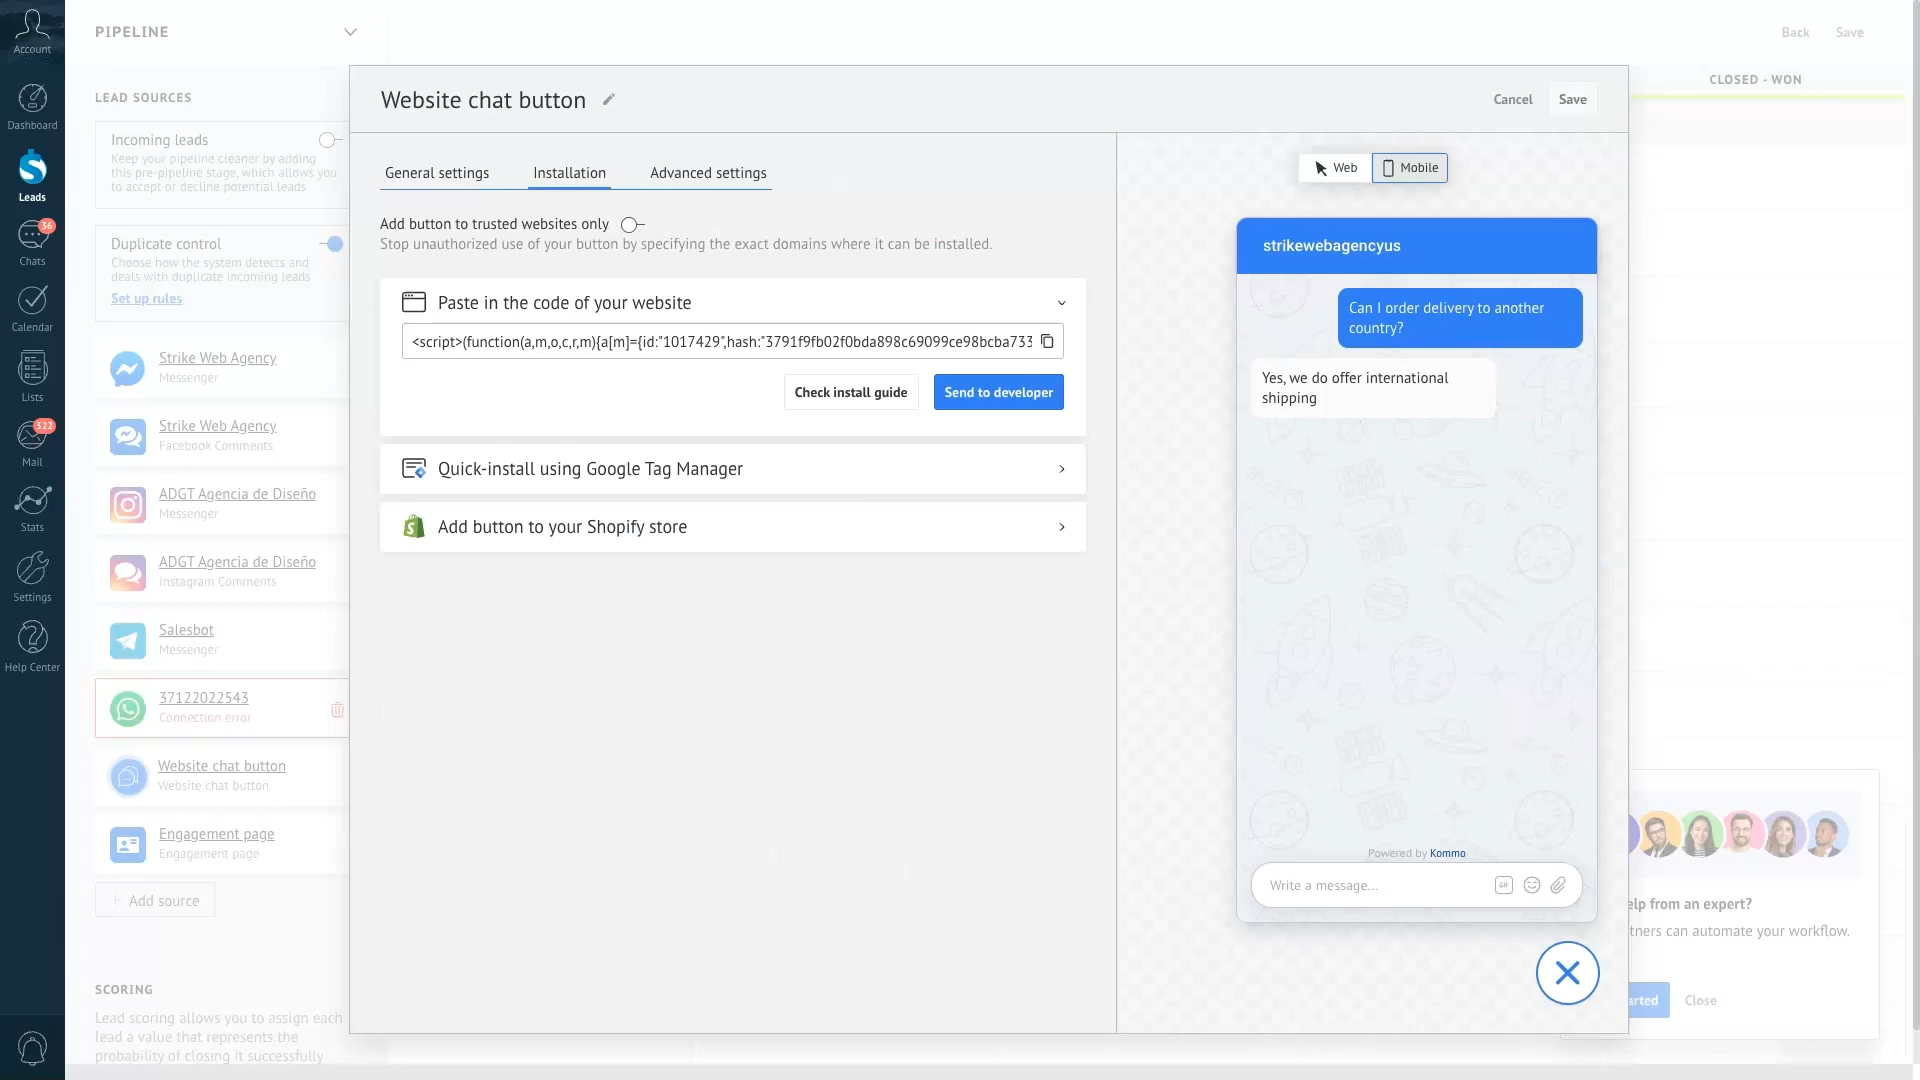 Account
Dashboard
Leads
36
Chats
Calendar
Lists
322
Mail
Stats
Settings
Help Center
PIPELINE
Back
Save
LEAD SOURCES
Incoming leads
Keep your pipeline cleaner by adding
this pre-pipeline stage, which allows you
to accept or decline potential leads
Duplicate control
Choose how the system detects and
deals with duplicate incoming leads
Set up rules
Strike Web Agency
Messenger
Strike Web Agency
Facebook Comments
ADGT Agencia de Diseño
Messenger
ADGT Agencia de Diseño
Instagram Comments
Salesbot
Messenger
37122022543
Connection error
Website chat button
Website chat button
Engagement page
Engagement page
+ Add source
SCORING
Lead scoring allows you to assign each
lead a value that represents the
probability of closing it successfully
Website chat button
Cancel
Save
General settings
Installation
Advanced settings
Add button to trusted websites only
Stop unauthorized use of your button by specifying the exact domains where it can be installed.
Paste in the code of your website
<script>(function(a,m,o,c,r,m){a[m]={id:"1017429",hash:"3791f9fb02f0bda898c69099ce98bcba733
Check install guide
Send to developer
Quick-install using Google Tag Manager
Add button to your Shopify store
Web
Mobile
strikewebagencyus
Can I order delivery to another
country?
Yes, we do offer international
shipping
Powered by Kommo
Write a message...
GIF
CLOSED - WON
elp from an expert?
tners can automate your workflow.
arted
Close